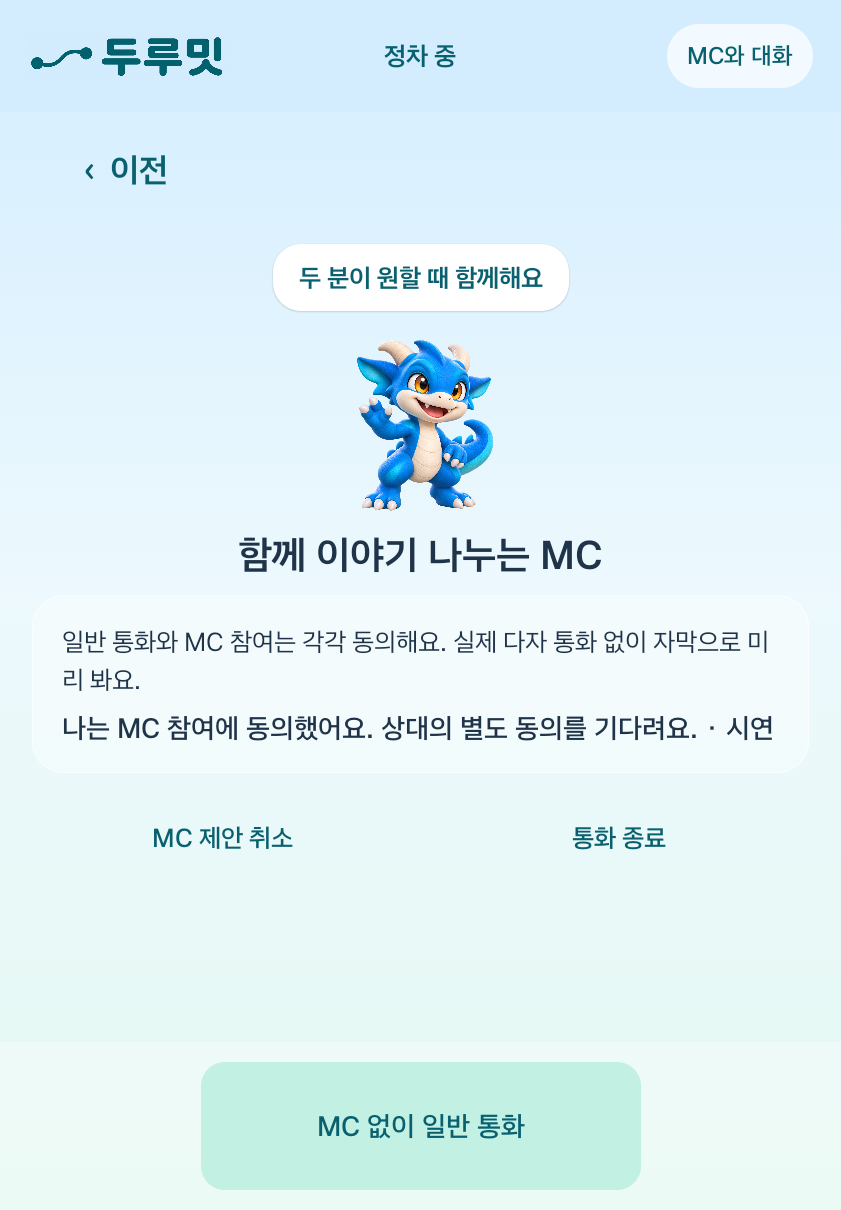 두루밋
정차 중
MC와 대화
‹ 이전
두 분이 원할 때 함께해요
함께 이야기 나누는 MC
일반 통화와 MC 참여는 각각 동의해요. 실제 다자 통화 없이 자막으로 미
리 봐요.
나는 MC 참여에 동의했어요. 상대의 별도 동의를 기다려요. · 시연
MC 제안 취소
통화 종료
MC 없이 일반 통화